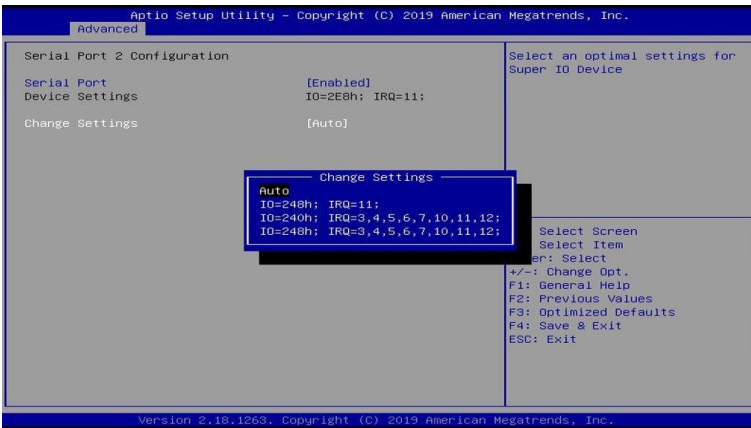 Aptio Setup Utility – Copyright (C) 2019 American Megatrends, Inc.
Advanced
Serial Port 2 Configuration
Serial Port [Enabled]
Device Settings IO=2E8h; IRQ=11;
Change Settings [Auto]
Select an optimal settings for
Super IO Device
Change Settings
Auto
IO=248h; IRQ=11;
IO=240h; IRQ=3,4,5,6,7,10,11,12;
IO=248h; IRQ=3,4,5,6,7,10,11,12;
Select Screen
Select Item
er: Select
+/-: Change Opt.
F1: General Help
F2: Previous Values
F3: Optimized Defaults
F4: Save & Exit
ESC: Exit
Version 2.18.1263. Copyright (C) 2019 American Megatrends, Inc.